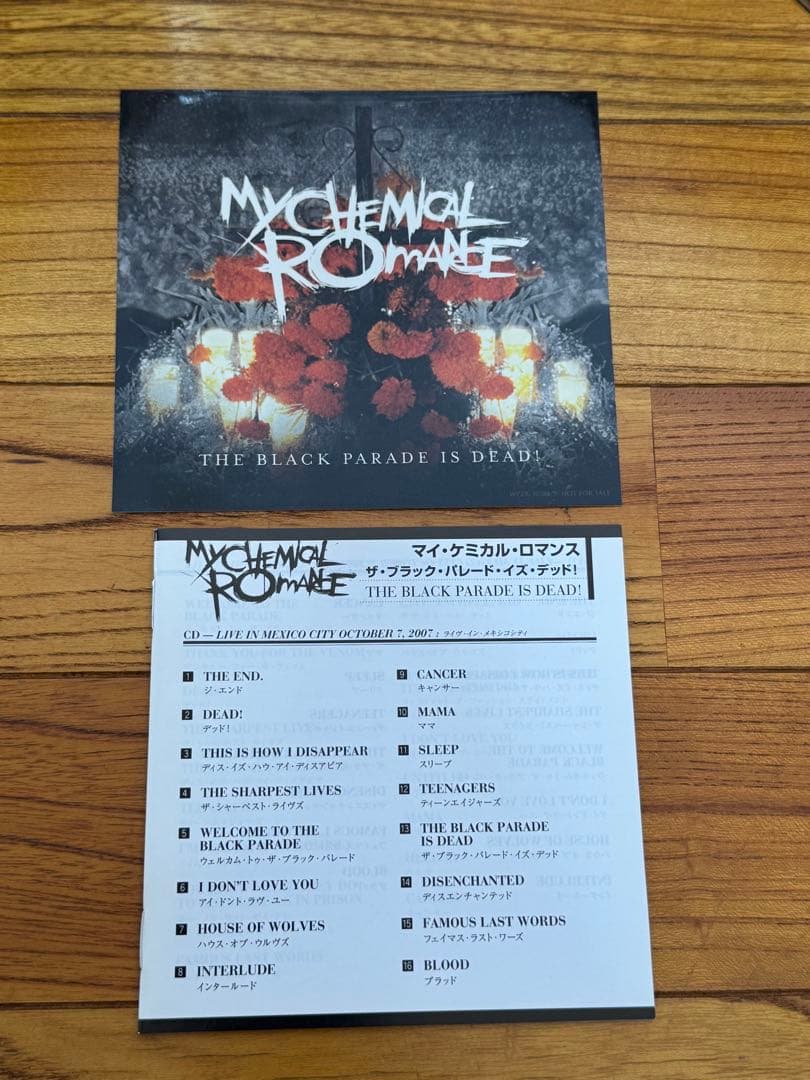 MY CHEMICAL
ROMANCE
THE BLACK PARADE IS DEAD!
NOT FOR SALE
MY CHEMICAL
ROMANCE
マイ・ケミカル・ロマンス
ザ・ブラック・パレード・イズ・デッド!
THE BLACK PARADE IS DEAD!
CD — LIVE IN MEXICO CITY OCTOBER 7, 2007 : ライヴ・イン・メキシコシティ
1 THE END.
ジ・エンド
2 DEAD!
デッド!
3 THIS IS HOW I DISAPPEAR
ディス・イズ・ハウ・アイ・ディスアピア
4 THE SHARPEST LIVES
ザ・シャーペスト・ライヴズ
5 WELCOME TO THE
BLACK PARADE
ウェルカム・トゥ・ザ・ブラック・パレード
6 I DON'T LOVE YOU
アイ・ドント・ラヴ・ユー
7 HOUSE OF WOLVES
ハウス・オブ・ウルヴズ
8 INTERLUDE
インタールード
9 CANCER
キャンサー
10 MAMA
ママ
11 SLEEP
スリープ
12 TEENAGERS
ティーンエイジャーズ
13 THE BLACK PARADE
IS DEAD
ザ・ブラック・パレード・イズ・デッド
14 DISENCHANTED
ディスエンチャンテッド
15 FAMOUS LAST WORDS
フェイマス・ラスト・ワーズ
16 BLOOD
ブラッド